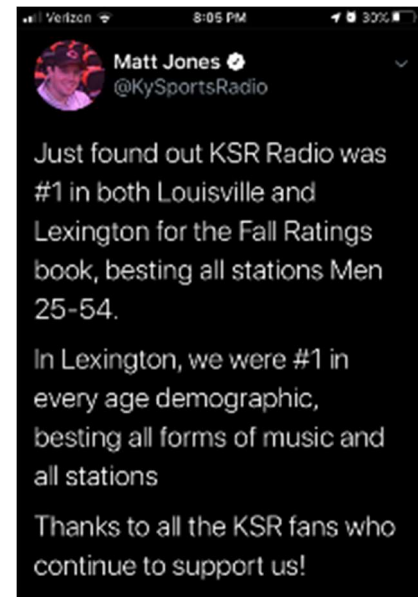 Verizon 8:05 PM 30%
Matt Jones
@KySportsRadio
Just found out KSR Radio was
#1 in both Louisville and
Lexington for the Fall Ratings
book, besting all stations Men
25-54.
In Lexington, we were #1 in
every age demographic,
besting all forms of music and
all stations
Thanks to all the KSR fans who
continue to support us!